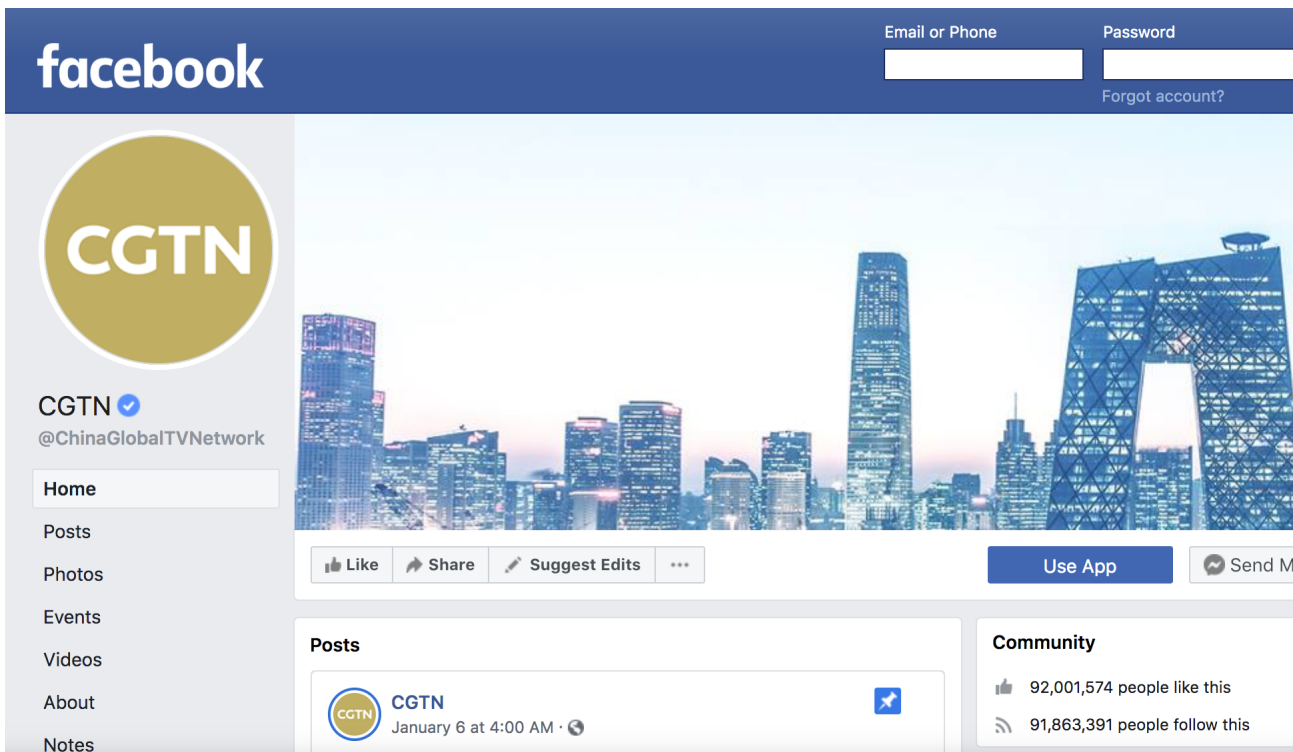 facebook
Email or Phone
Password
Forgot account?
CGTN
CGTN
@ChinaGlobalTVNetwork
Home
Posts
Photos
Events
Videos
About
Notes
Like
Share
Suggest Edits
Use App
Send M
Posts
CGTN
CGTN
January 6 at 4:00 AM ·
Community
92,001,574 people like this
91,863,391 people follow this